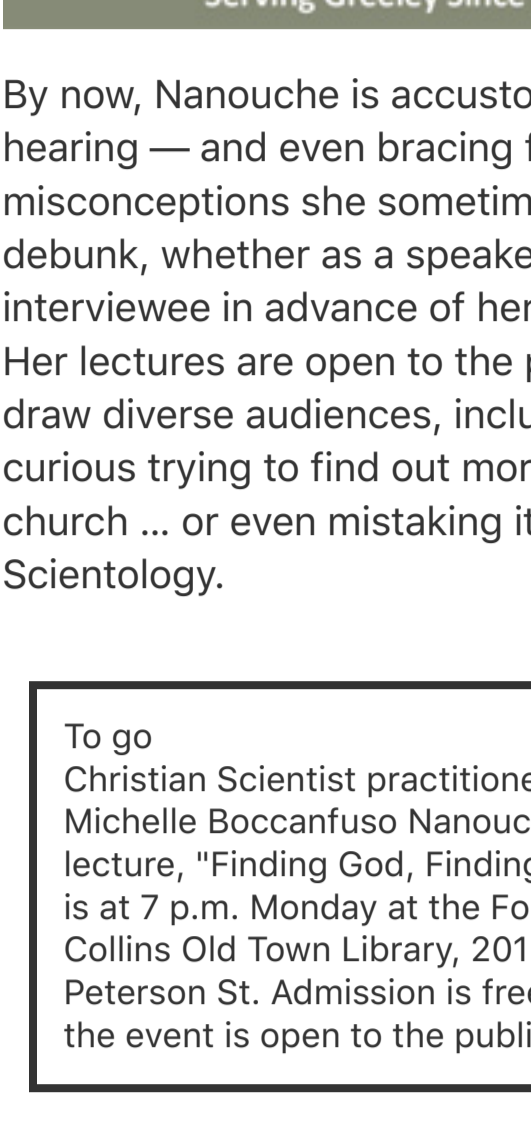 Serving Greeley Since
By now, Nanouche is accusto
hearing — and even bracing f
misconceptions she sometim
debunk, whether as a speake
interviewee in advance of her
Her lectures are open to the p
draw diverse audiences, inclu
curious trying to find out mor
church ... or even mistaking it
Scientology.
To go
Christian Scientist practitione
Michelle Boccanfuso Nanouc
lecture, "Finding God, Finding
is at 7 p.m. Monday at the Fo
Collins Old Town Library, 201
Peterson St. Admission is free
the event is open to the publi